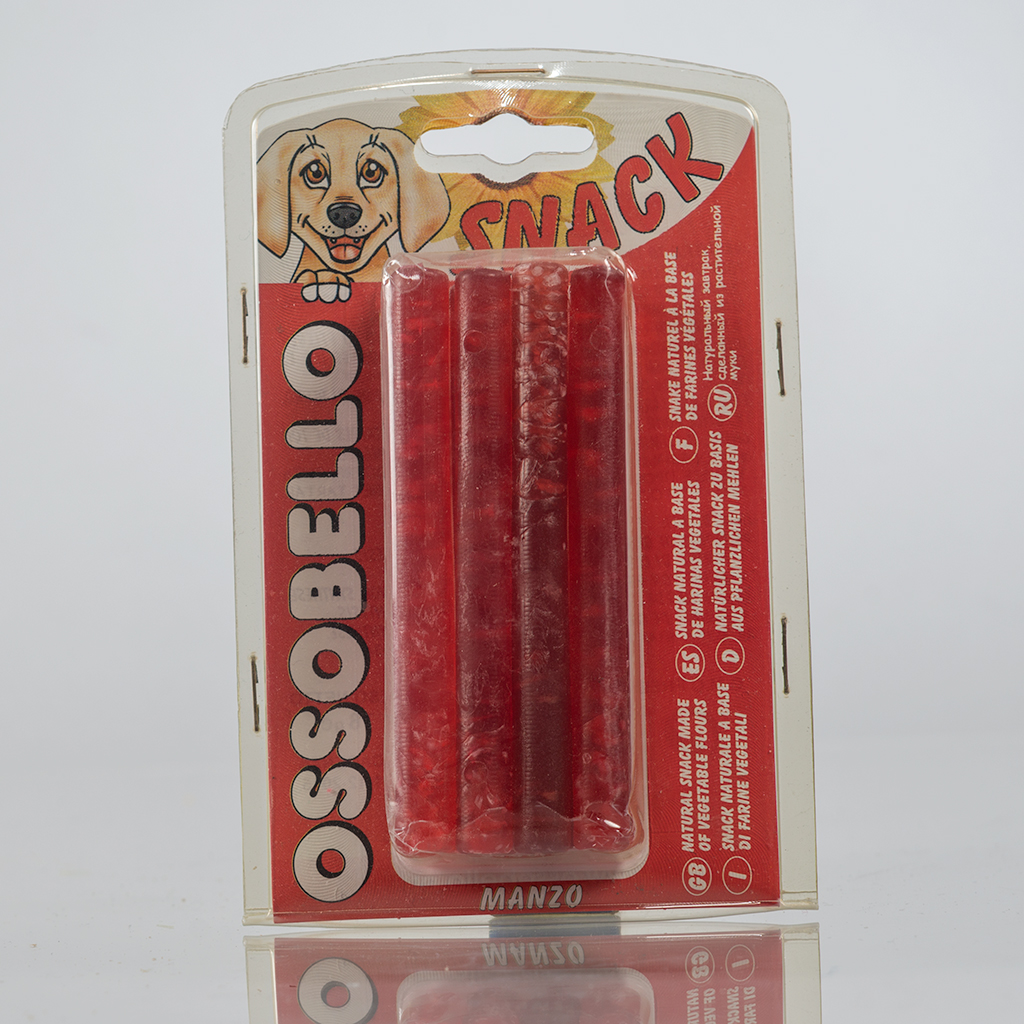 SNACK
OSSOBELLO
GB
NATURAL SNACK MADE
OF VEGETABLE FLOURS
I
SNACK NATURALE A BASE
DI FARINE VEGETALI
ES
SNACK NATURAL A BASE
DE HARINAS VEGETALES
D
NATÜRLICHER SNACK ZU BASIS
AUS PFLANZLICHEN MEHLEN
F
SNAKE NATUREL À LA BASE
DE FARINES VÉGÉTALES
RU
Натуральный завтрак,
сделанный из растительной
муки
MANZO